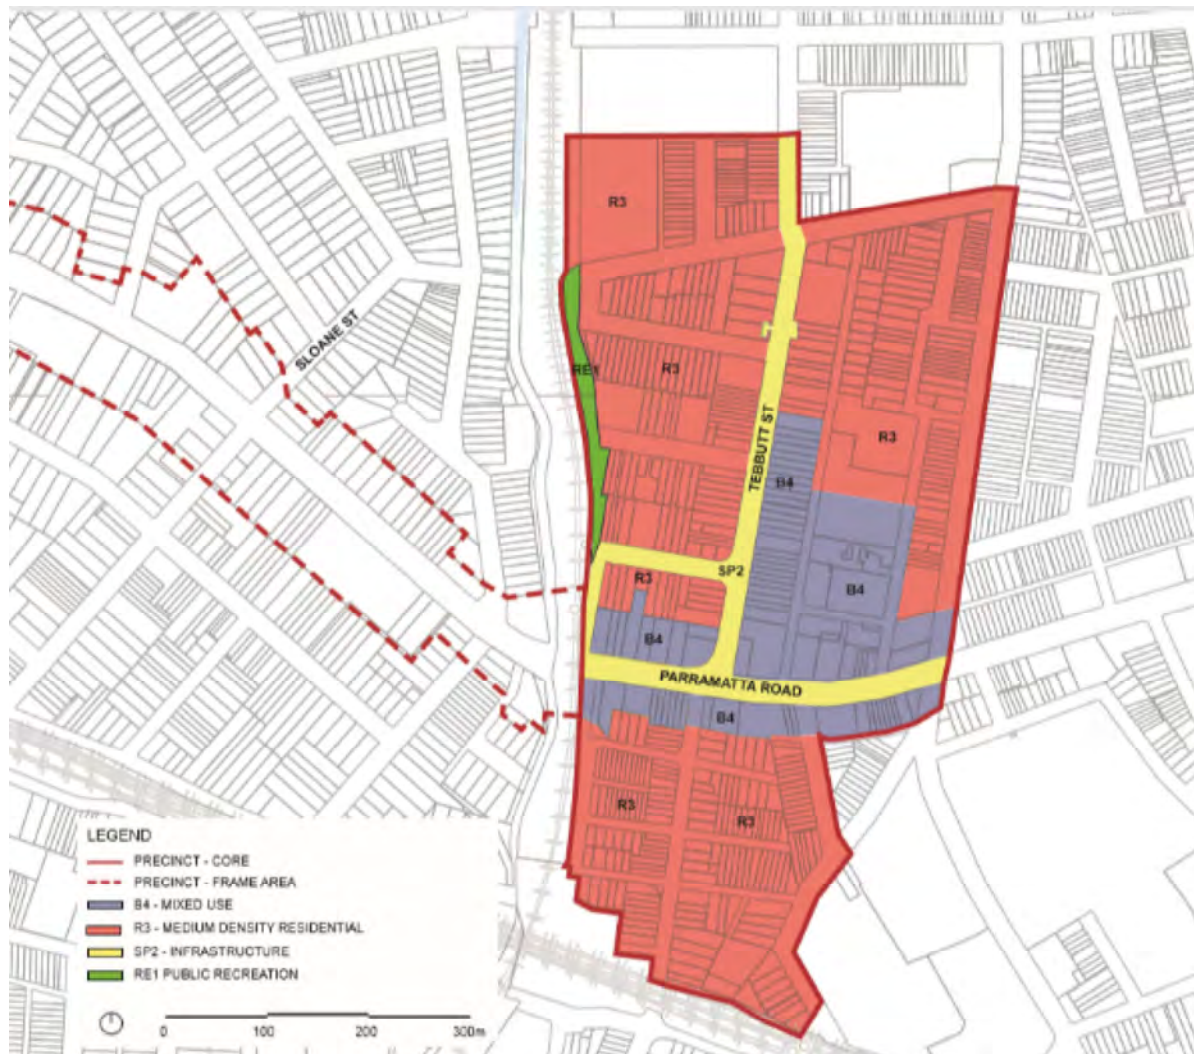 R3
SLOANE ST
RE1
R3
TEBBUTT ST
R3
B4
SP2
R3
B4
B4
PARRAMATTA ROAD
B4
R3
R3
LEGEND
PRECINCT - CORE
PRECINCT - FRAME AREA
B4 - MIXED USE
R3 - MEDIUM DENSITY RESIDENTIAL
SP2 - INFRASTRUCTURE
RE1 PUBLIC RECREATION
0 100 200 300m